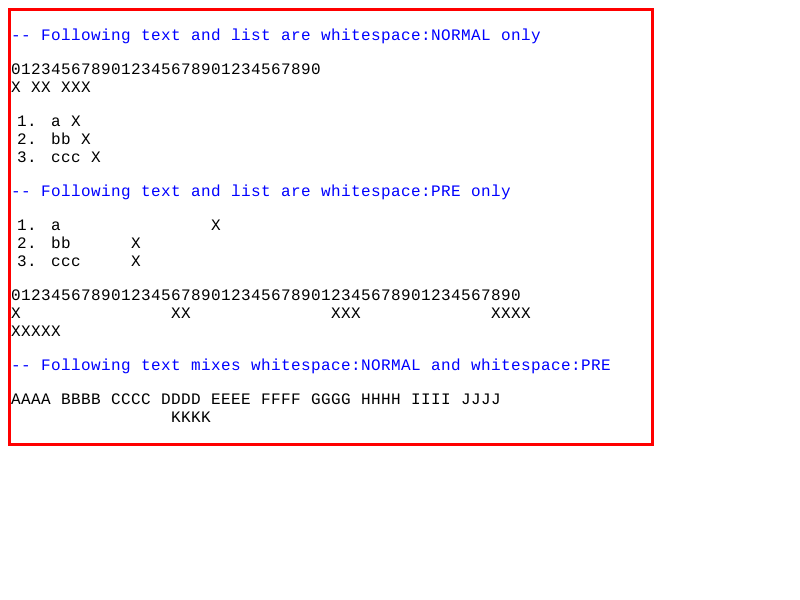 -- Following text and list are whitespace:NORMAL only
0123456789012345678901234567890
X XX XXX
1. a X
2. bb X
3. ccc X
-- Following text and list are whitespace:PRE only
1. a               X
2. bb      X
3. ccc     X
012345678901234567890123456789012345678901234567890
X               XX              XXX             XXXX
XXXXX
-- Following text mixes whitespace:NORMAL and whitespace:PRE
AAAA BBBB CCCC DDDD EEEE FFFF GGGG HHHH IIII JJJJ
                KKKK